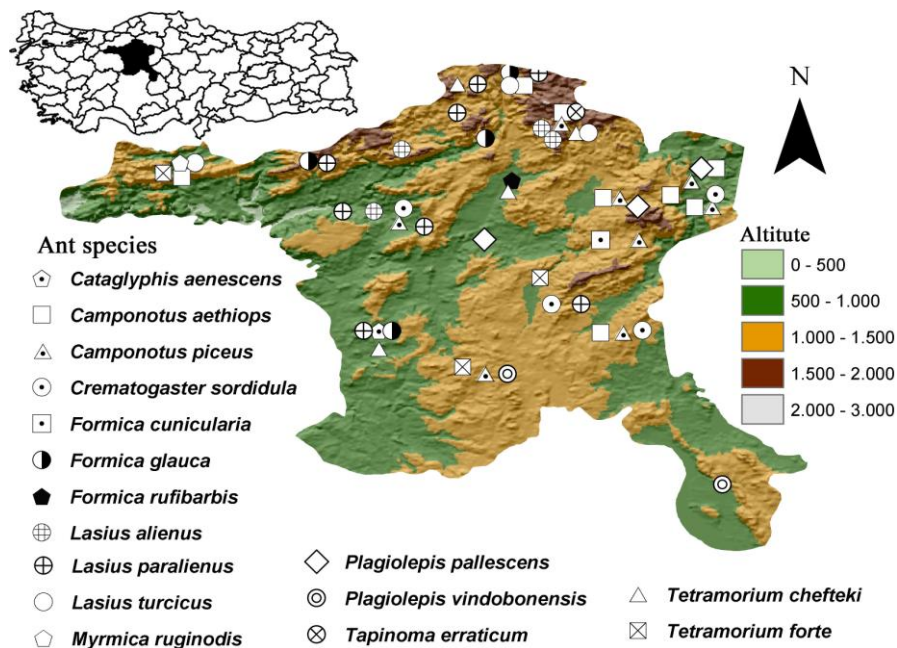 N
Ant species
Cataglyphis aenescens
Camponotus aethiops
Camponotus piceus
Crematogaster sordidula
Formica cunicularia
Formica glauca
Formica rufibarbis
Lasius alienus
Lasius paralienus
Lasius turcicus
Myrmica ruginodis
Plagiolepis pallescens
Plagiolepis vindobonensis
Tapinoma erraticum
Tetramorium chefteki
Tetramorium forte
Altitute
0 - 500
500 - 1.000
1.000 - 1.500
1.500 - 2.000
2.000 - 3.000